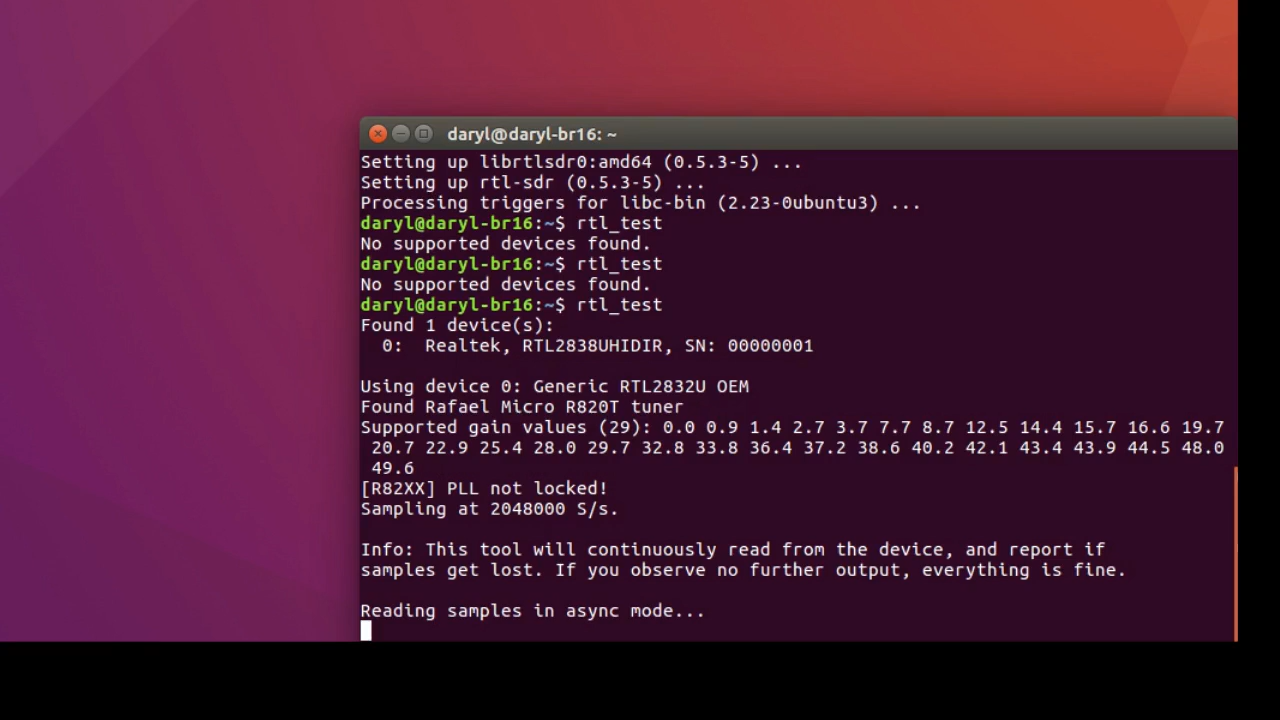 daryl@daryl-br16: ~
Setting up librtlsdr0:amd64 (0.5.3-5) ...
Setting up rtl-sdr (0.5.3-5) ...
Processing triggers for libc-bin (2.23-0ubuntu3) ...
daryl@daryl-br16:~$ rtl_test
No supported devices found.
daryl@daryl-br16:~$ rtl_test
No supported devices found.
daryl@daryl-br16:~$ rtl_test
Found 1 device(s):
  0:  Realtek, RTL2838UHIDIR, SN: 00000001

Using device 0: Generic RTL2832U OEM
Found Rafael Micro R820T tuner
Supported gain values (29): 0.0 0.9 1.4 2.7 3.7 7.7 8.7 12.5 14.4 15.7 16.6 19.7
 20.7 22.9 25.4 28.0 29.7 32.8 33.8 36.4 37.2 38.6 40.2 42.1 43.4 43.9 44.5 48.0
 49.6
[R82XX] PLL not locked!
Sampling at 2048000 S/s.

Info: This tool will continuously read from the device, and report if
samples get lost. If you observe no further output, everything is fine.

Reading samples in async mode...